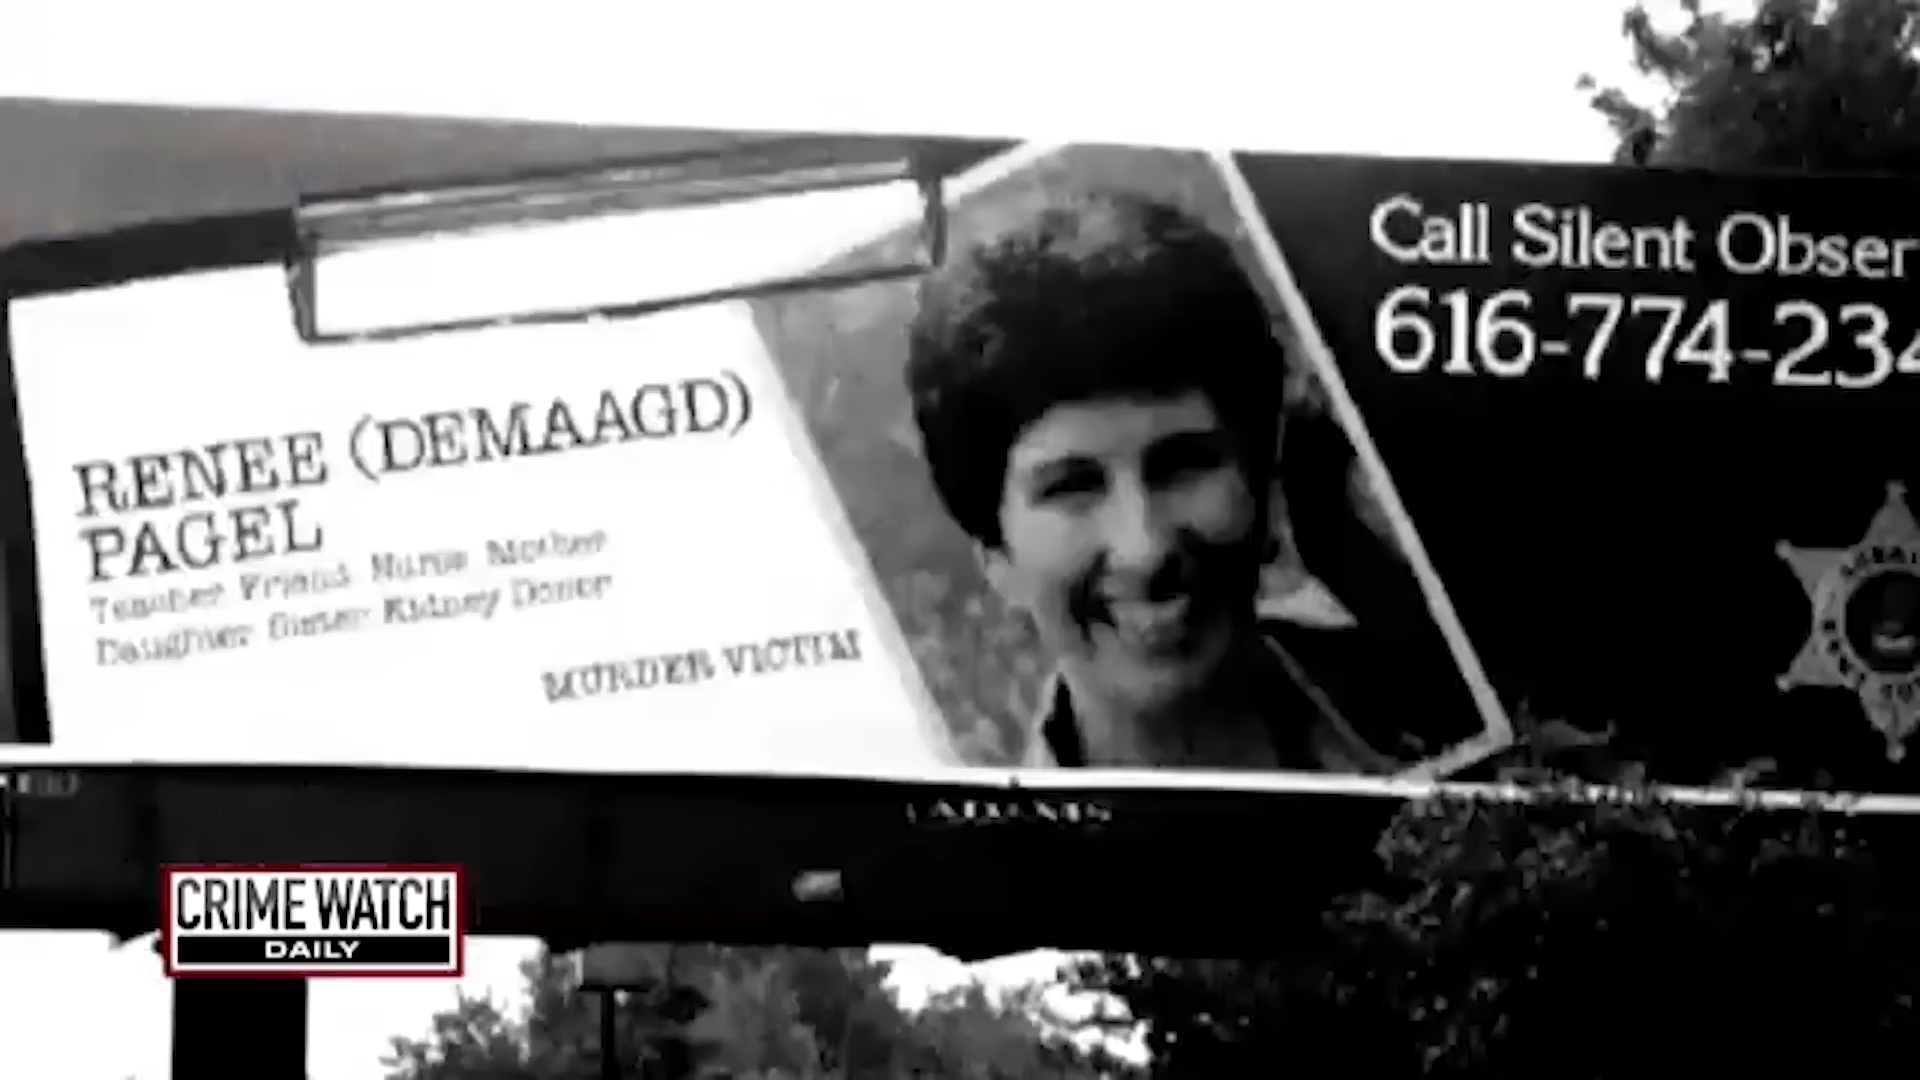 Call Silent Obser
616-774-234
RENEE (DEMAAGD)
PAGEL
Teacher Friend Nurse Mother
Daughter Sister Kidney Donor
MURDER VICTIM
ADAMS
CRIME WATCH
DAILY